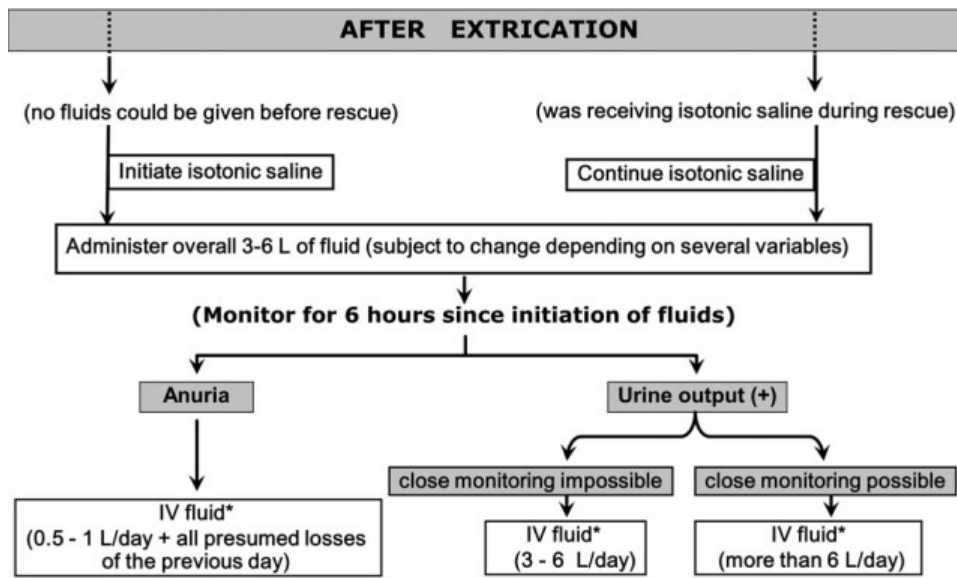 AFTER EXTRICATION
(no fluids could be given before rescue)
(was receiving isotonic saline during rescue)
Initiate isotonic saline
Continue isotonic saline
Administer overall 3-6 L of fluid (subject to change depending on several variables)
(Monitor for 6 hours since initiation of fluids)
Anuria
Urine output (+)
close monitoring impossible
close monitoring possible
IV fluid*
(0.5 - 1 L/day + all presumed losses
of the previous day)
IV fluid*
(3 - 6 L/day)
IV fluid*
(more than 6 L/day)